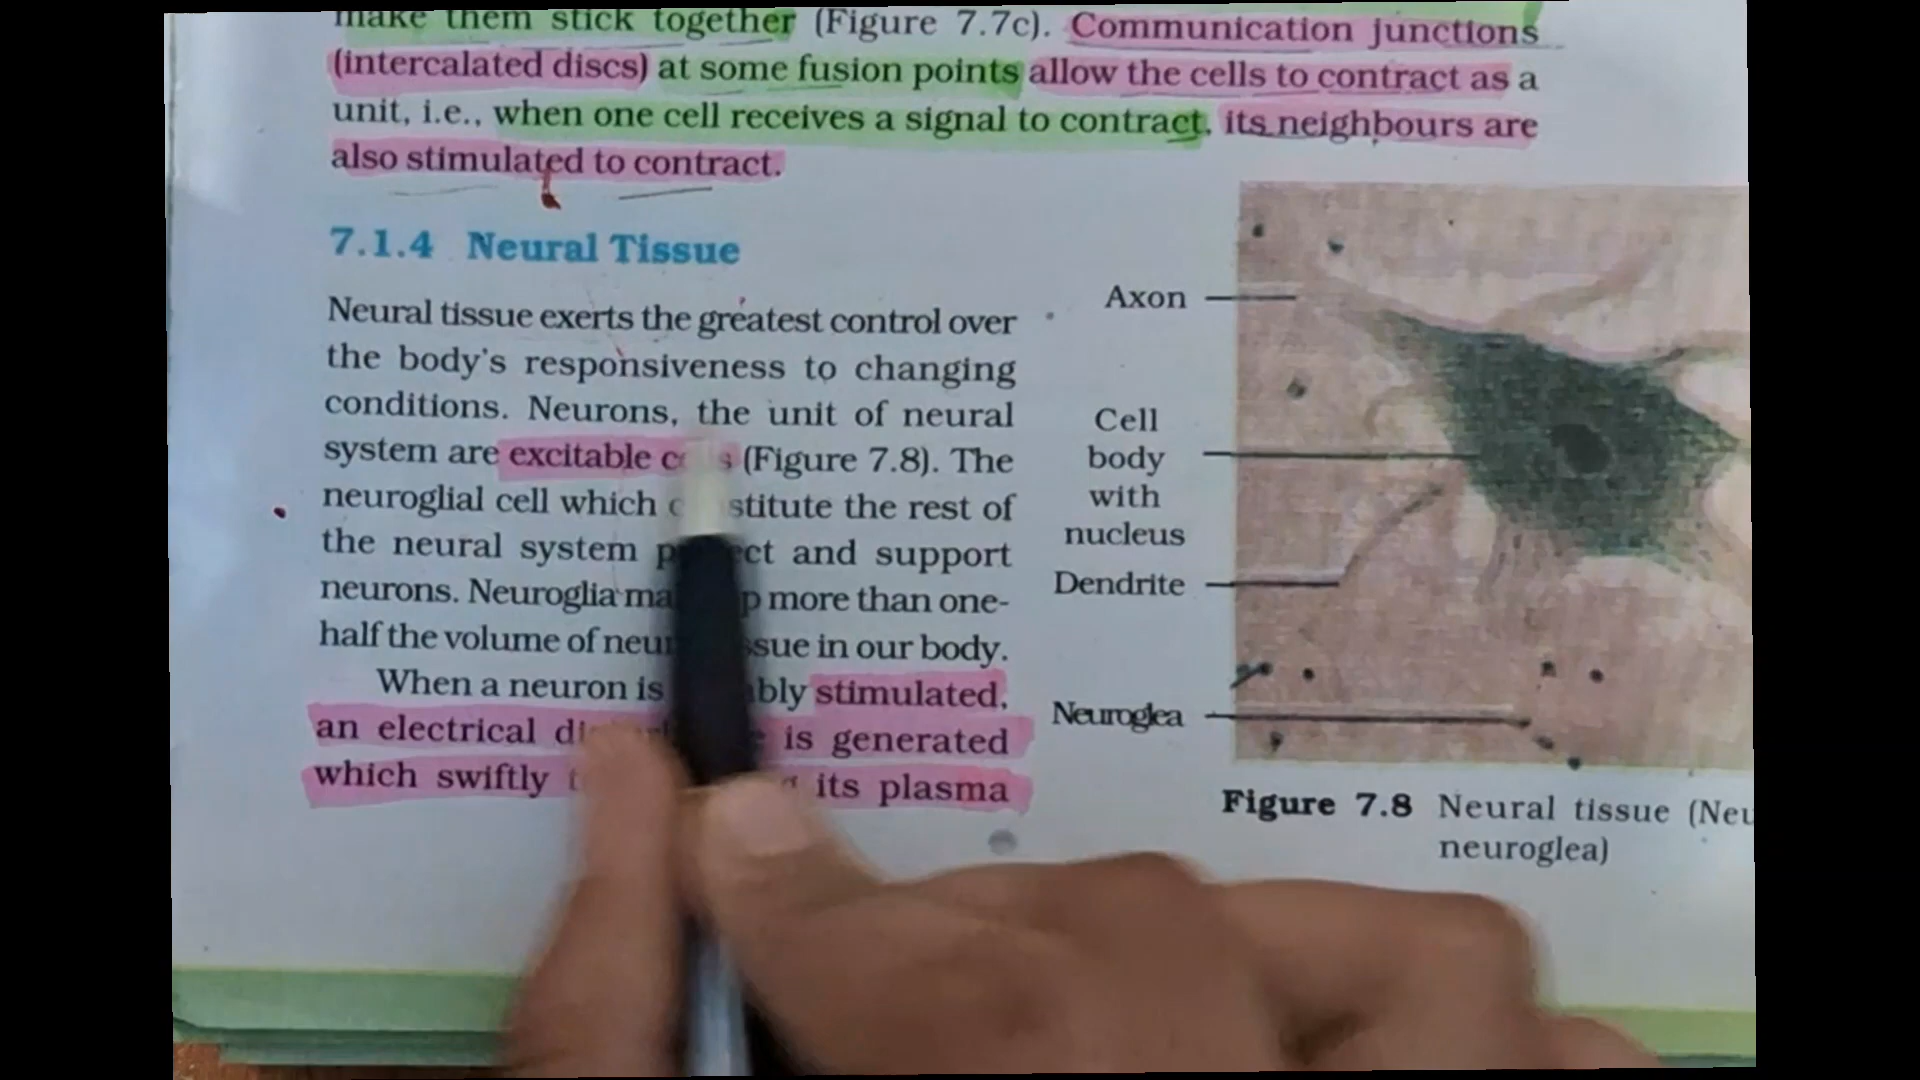 make them stick together (Figure 7.7c). Communication junctions
(intercalated discs) at some fusion points allow the cells to contract as a
unit, i.e., when one cell receives a signal to contract, its neighbours are
also stimulated to contract.
7.1.4 Neural Tissue
Neural tissue exerts the greatest control over
the body's responsiveness to changing
conditions. Neurons, the unit of neural
system are excitable (Figure 7.8). The
neuroglial cell which the rest of
the neural system and support
neurons. Neuroglia more than one-
half the volume of in our body.
When a neuron is stimulated,
an electrical is generated
which swiftly its plasma
Axon
Cell
body
with
nucleus
Dendrite
Neuroglea
Figure 7.8 Neural tissue (Neu
neuroglea)